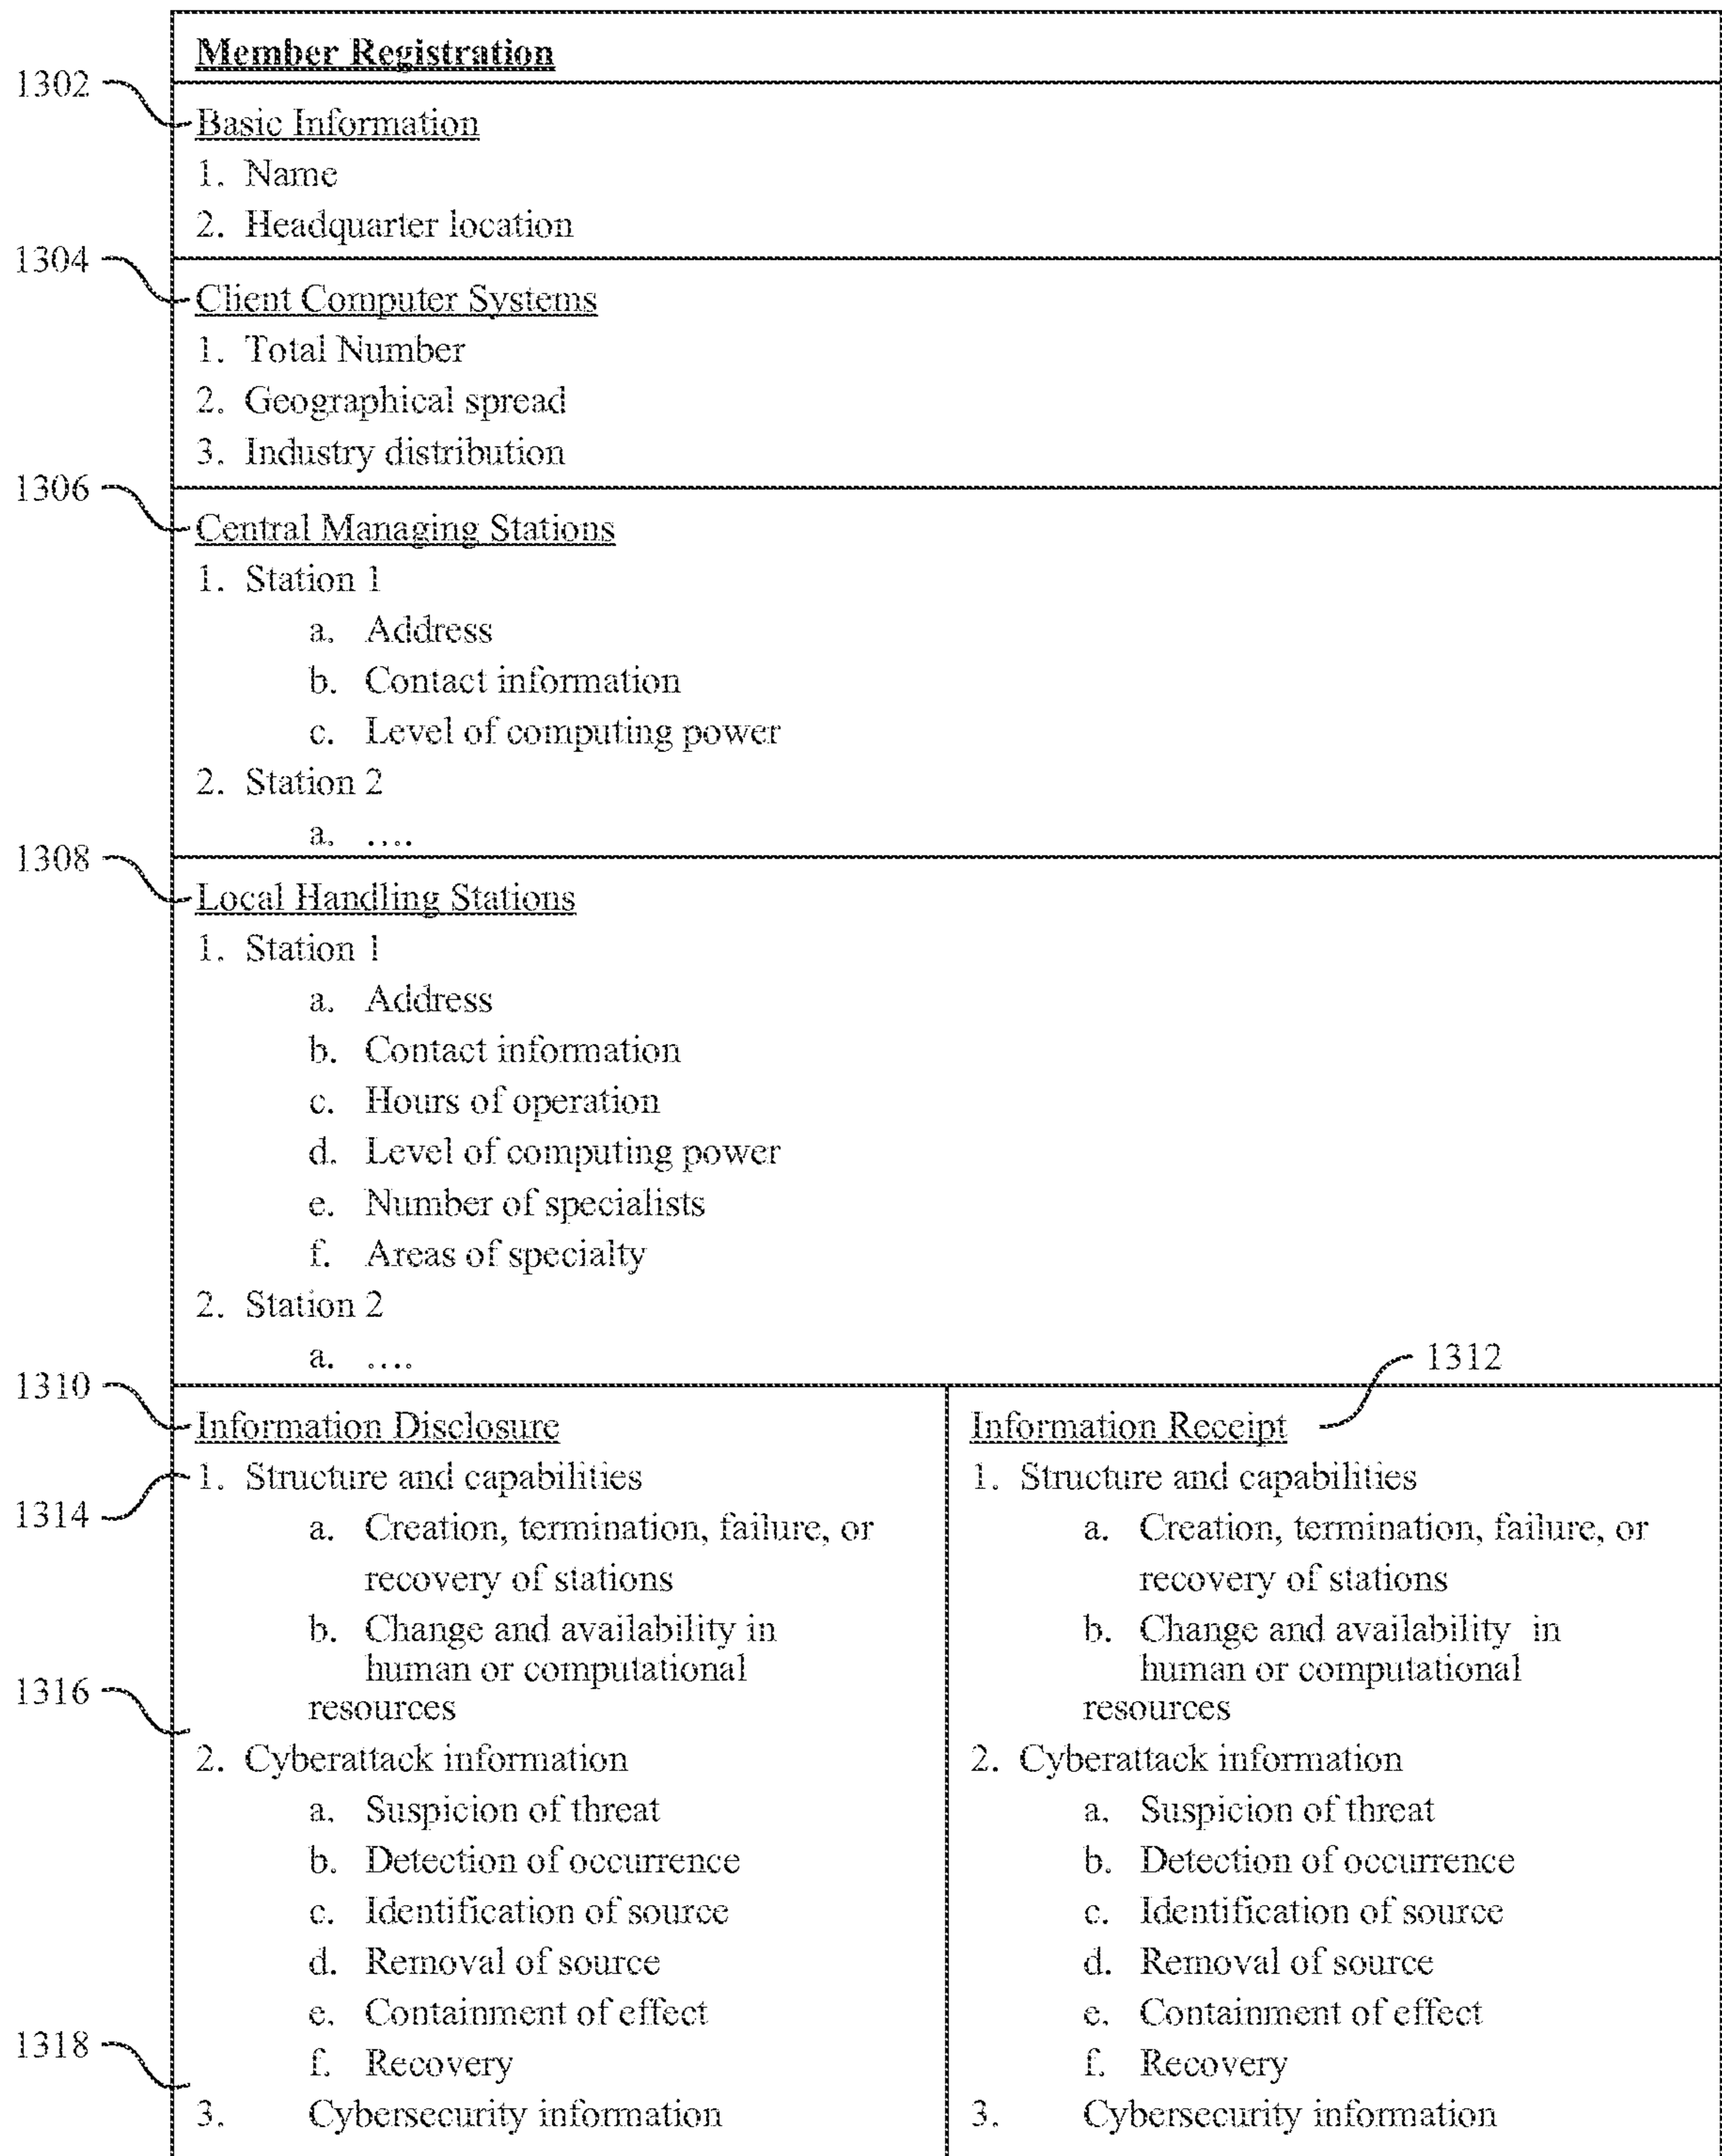 Member Registration
1302
Basic Information
1. Name
2. Headquarter location
1304
Client Computer Systems
1. Total Number
2. Geographical spread
3. Industry distribution
1306
Central Managing Stations
1. Station 1
a. Address
b. Contact information
c. Level of computing power
2. Station 2
a. ....
1308
Local Handling Stations
1. Station 1
a. Address
b. Contact information
c. Hours of operation
d. Level of computing power
e. Number of specialists
f. Areas of specialty
2. Station 2
a. ....
1310
1312
Information Disclosure
1314
1. Structure and capabilities
a. Creation, termination, failure, or
recovery of stations
b. Change and availability in
human or computational
resources
1316
2. Cyberattack information
a. Suspicion of threat
b. Detection of occurrence
c. Identification of source
d. Removal of source
e. Containment of effect
f. Recovery
1318
3. Cybersecurity information
Information Receipt
1. Structure and capabilities
a. Creation, termination, failure, or
recovery of stations
b. Change and availability in
human or computational
resources
2. Cyberattack information
a. Suspicion of threat
b. Detection of occurrence
c. Identification of source
d. Removal of source
e. Containment of effect
f. Recovery
3. Cybersecurity information